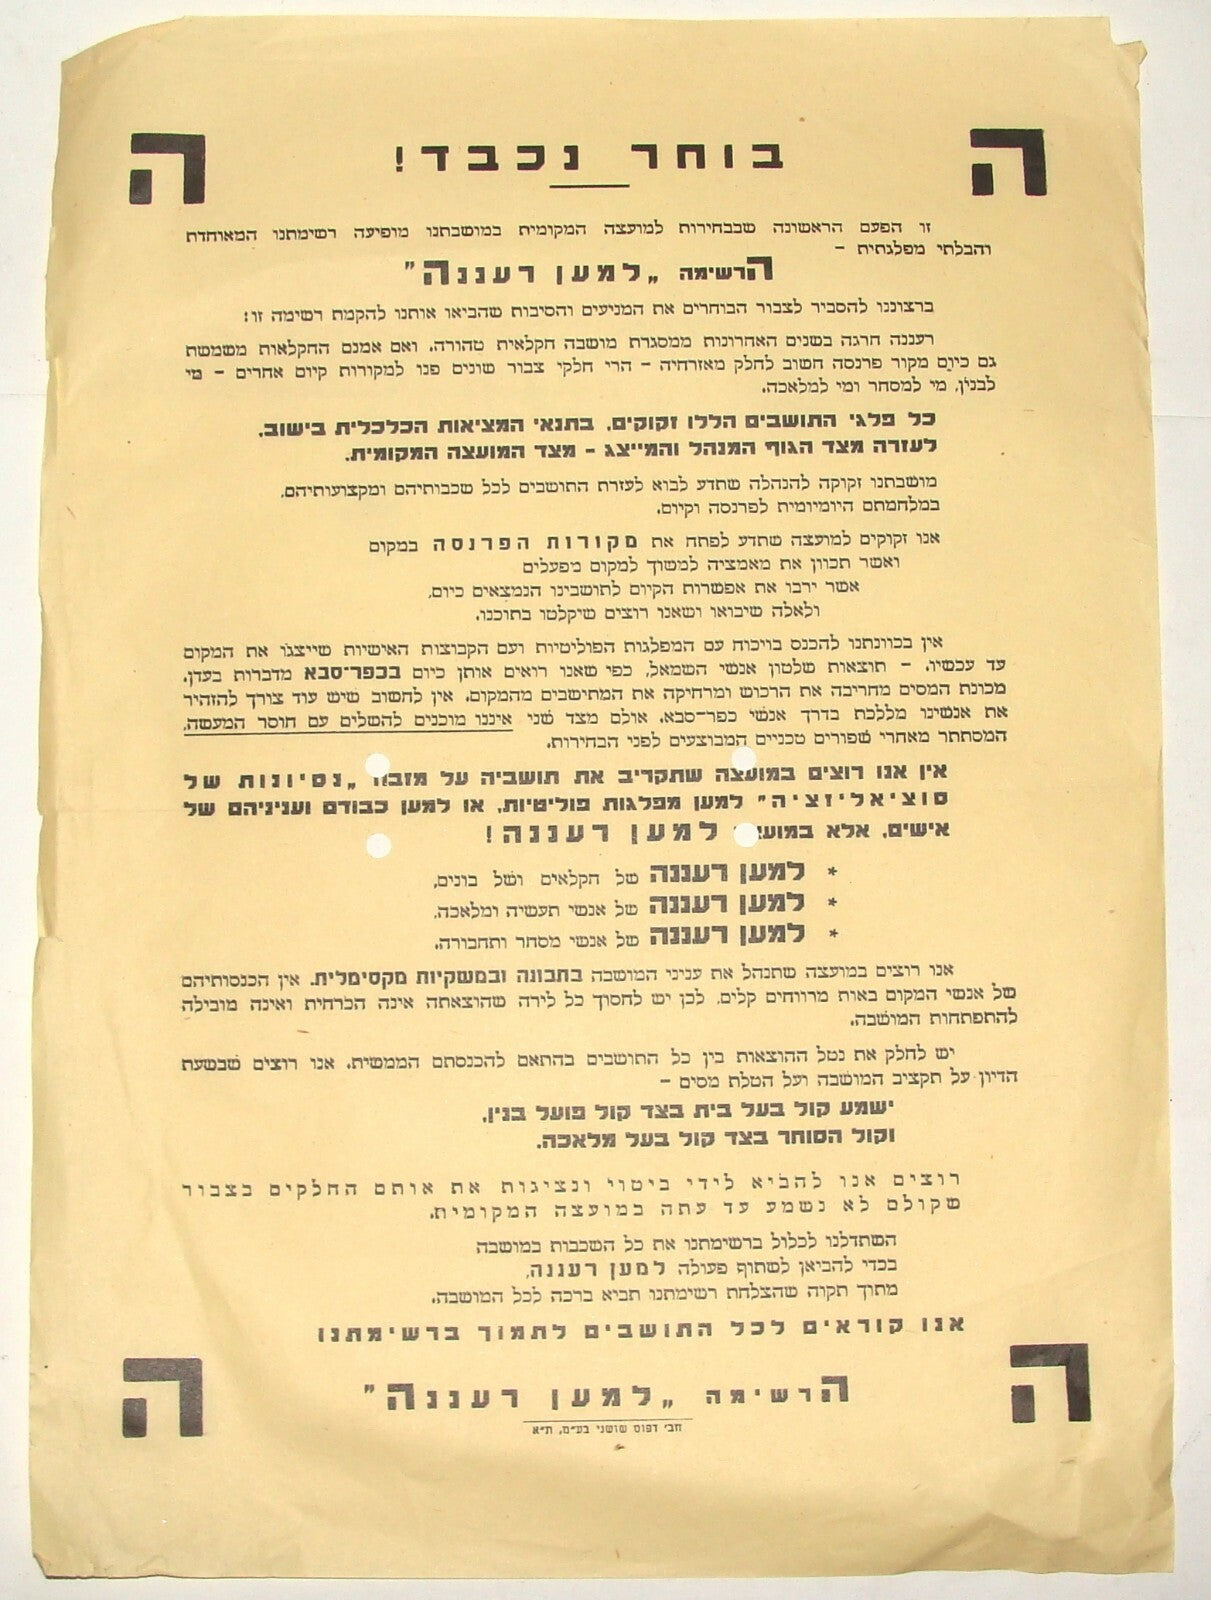 ה ה
בוחר נכבד!
זו הפעם הראשונה שבבחירות למועצה המקומית במושבתנו מופיעה רשימתנו המאוחדת
והבלתי מפלגתית –
הרשימה „למען רעננה"
ברצוננו להסביר לצבור הבוחרים את המניעים והסיבות שהביאו אותנו להקמת רשימה זו:
רעננה חרגה בשנים האחרונות ממסגרת מושבה חקלאית טהורה. ואם אמנם החקלאות משמשת
גם כיום מקור פרנסה חשוב לחלק מאזרחיה – הרי חלקי צבור שונים פנו למקורות קיום אחרים – מי
לבנין, מי למסחר ומי למלאכה.
כל פלגי התושבים הללו זקוקים, בתנאי המציאות הכלכלית בישוב,
לעזרה מצד הגוף המנהל והמייצג – מצד המועצה המקומית.
מושבתנו זקוקה להנהלה שתדע לבוא לעזרת התושבים לכל שכבותיהם ומקצועותיהם,
במלחמתם היומיומית לפרנסה וקיום.
אנו זקוקים למועצה שתדע לפתח את מקורות הפרנסה במקום
ואשר תכוון את מאמציה למשוך למקום מפעלים
אשר ירבו את אפשרות הקיום לתושבינו הנמצאים כיום,
ולאלה שיבואו ושאנו רוצים שיקלטו בתוכנו.
אין בכוונתנו להכנס בויכוח עם המפלגות הפוליטיות ועם הקבוצות האישיות שייצגו את המקום
עד עכשיו. – תוצאות שלטון אנשי השמאל, כפי שאנו רואים אותן כיום בכפר־סבא מדברות בעדן.
מכונת המסים מחריבה את הרכוש ומרחיקה את המתישבים מהמקום. אין לחשוב שיש עוד צורך להזהיר
את אנשינו מללכת בדרך אנשי כפר–סבא. אולם מצד שני איננו מוכנים להשלים עם חוסר המעשה,
המסתתר מאחרי שפורים טכניים המבוצעים לפני הבחירות.
אין אנו רוצים במועצה שתקריב את תושביה על מזבח „נסיונות של
סוציאליזציה" למען מפלגות פוליטיות, או למען כבודם ועניניהם של
אישים, אלא במועצה למען רעננה!
* למען רעננה של חקלאים ושל בונים,
* למען רעננה של אנשי תעשיה ומלאכה,
* למען רעננה של אנשי מסחר ותחבורה.
אנו רוצים במועצה שתנהל את עניני המושבה בתבונה ובמשקיות מקסימלית. אין הכנסותיהם
של אנשי המקום באות מרווחים קלים, לכן יש לחסוך כל לירה שהוצאתה אינה הכרחית ואינה מובילה
להתפתחות המושבה.
יש לחלק את נטל ההוצאות בין כל התושבים בהתאם להכנסתם הממשית. אנו רוצים שבשעת
הדיון על תקציב המושבה ועל הטלת מסים –
ישמע קול בעל בית בצד קול פועל בנין,
וקול הסוחר בצד קול בעל מלאכה.
רוצים אנו להביא לידי ביטוי ונציגות את אותם החלקים בצבור
שקולם לא נשמע עד עתה במועצה המקומית.
השתדלנו לכלול ברשימתנו את כל השכבות במושבה
בכדי להביאן לשתוף פעולה למען רעננה,
מתוך תקוה שהצלחת רשימתנו תביא ברכה לכל המושבה.
אנו קוראים לכל התושבים לתמוך ברשימתנו
ה ה
הרשימה „למען רעננה"
חב' דפוס שושני בע"מ, ת"א